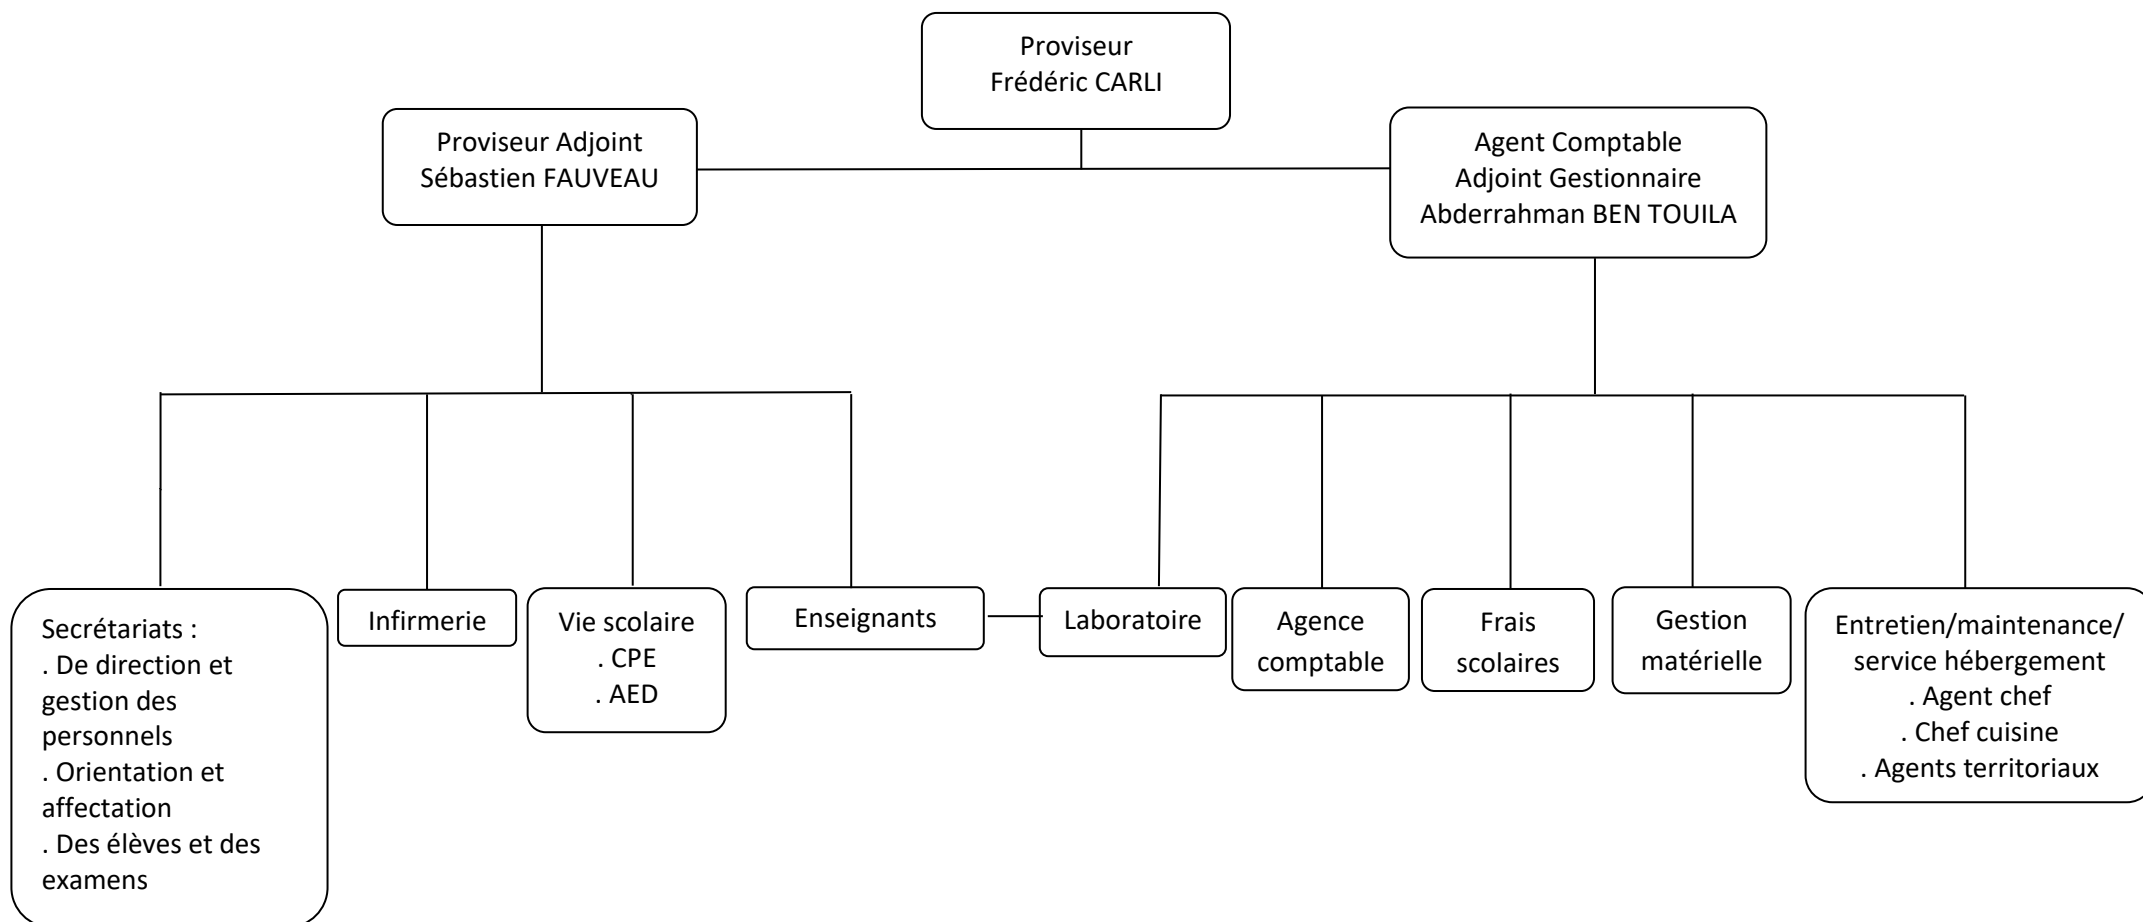 Proviseur
Frédéric CARLI
Proviseur Adjoint
Sébastien FAUVEAU
Agent Comptable
Adjoint Gestionnaire
Abderrahman BEN TOUILA
Secrétariats :
. De direction et
gestion des
personnels
. Orientation et
affectation
. Des élèves et des
examens
Infirmerie
Vie scolaire
. CPE
. AED
Enseignants
Laboratoire
Agence
comptable
Frais
scolaires
Gestion
matérielle
Entretien/maintenance/
service hébergement
. Agent chef
. Chef cuisine
. Agents territoriaux